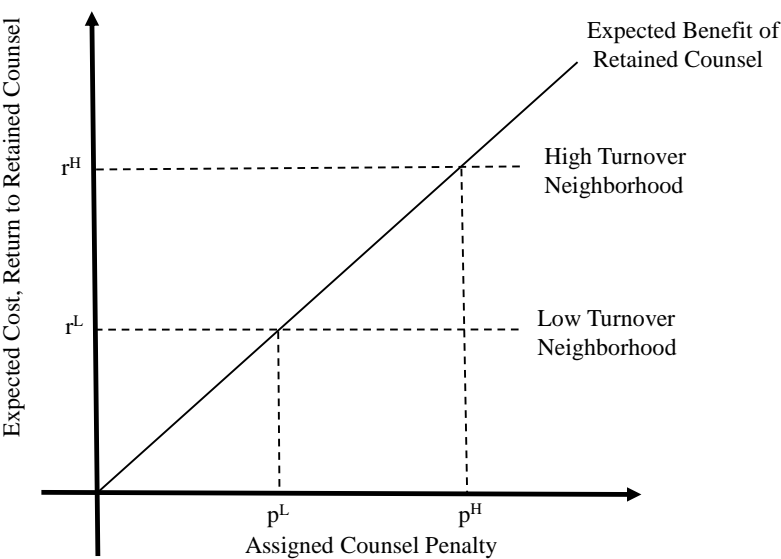 Expected Benefit of
Retained Counsel
Expected Cost, Return to Retained Counsel
r^H
High Turnover
Neighborhood
r^L
Low Turnover
Neighborhood
p^L
p^H
Assigned Counsel Penalty